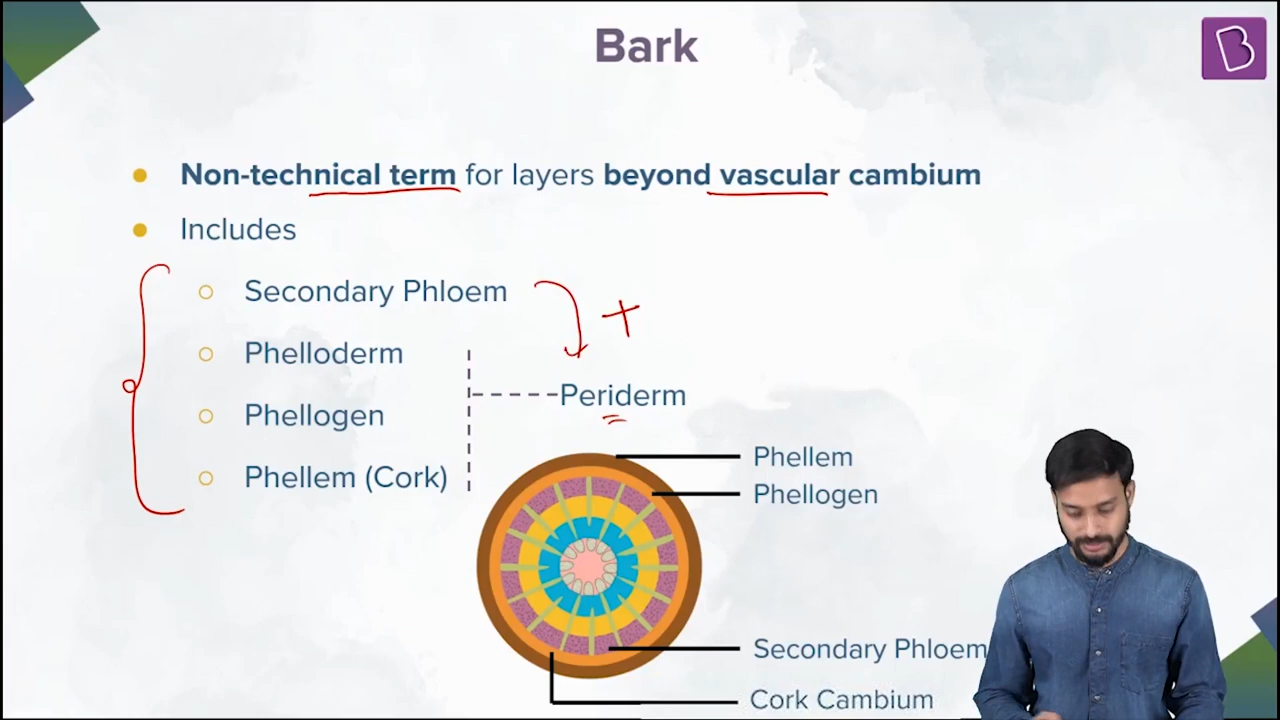 Bark
B
Non-technical term for layers beyond vascular cambium
Includes
Secondary Phloem
+
Phelloderm
Periderm
Phellogen
Phellem (Cork)
Phellem
Phellogen
Secondary Phloem
Cork Cambium